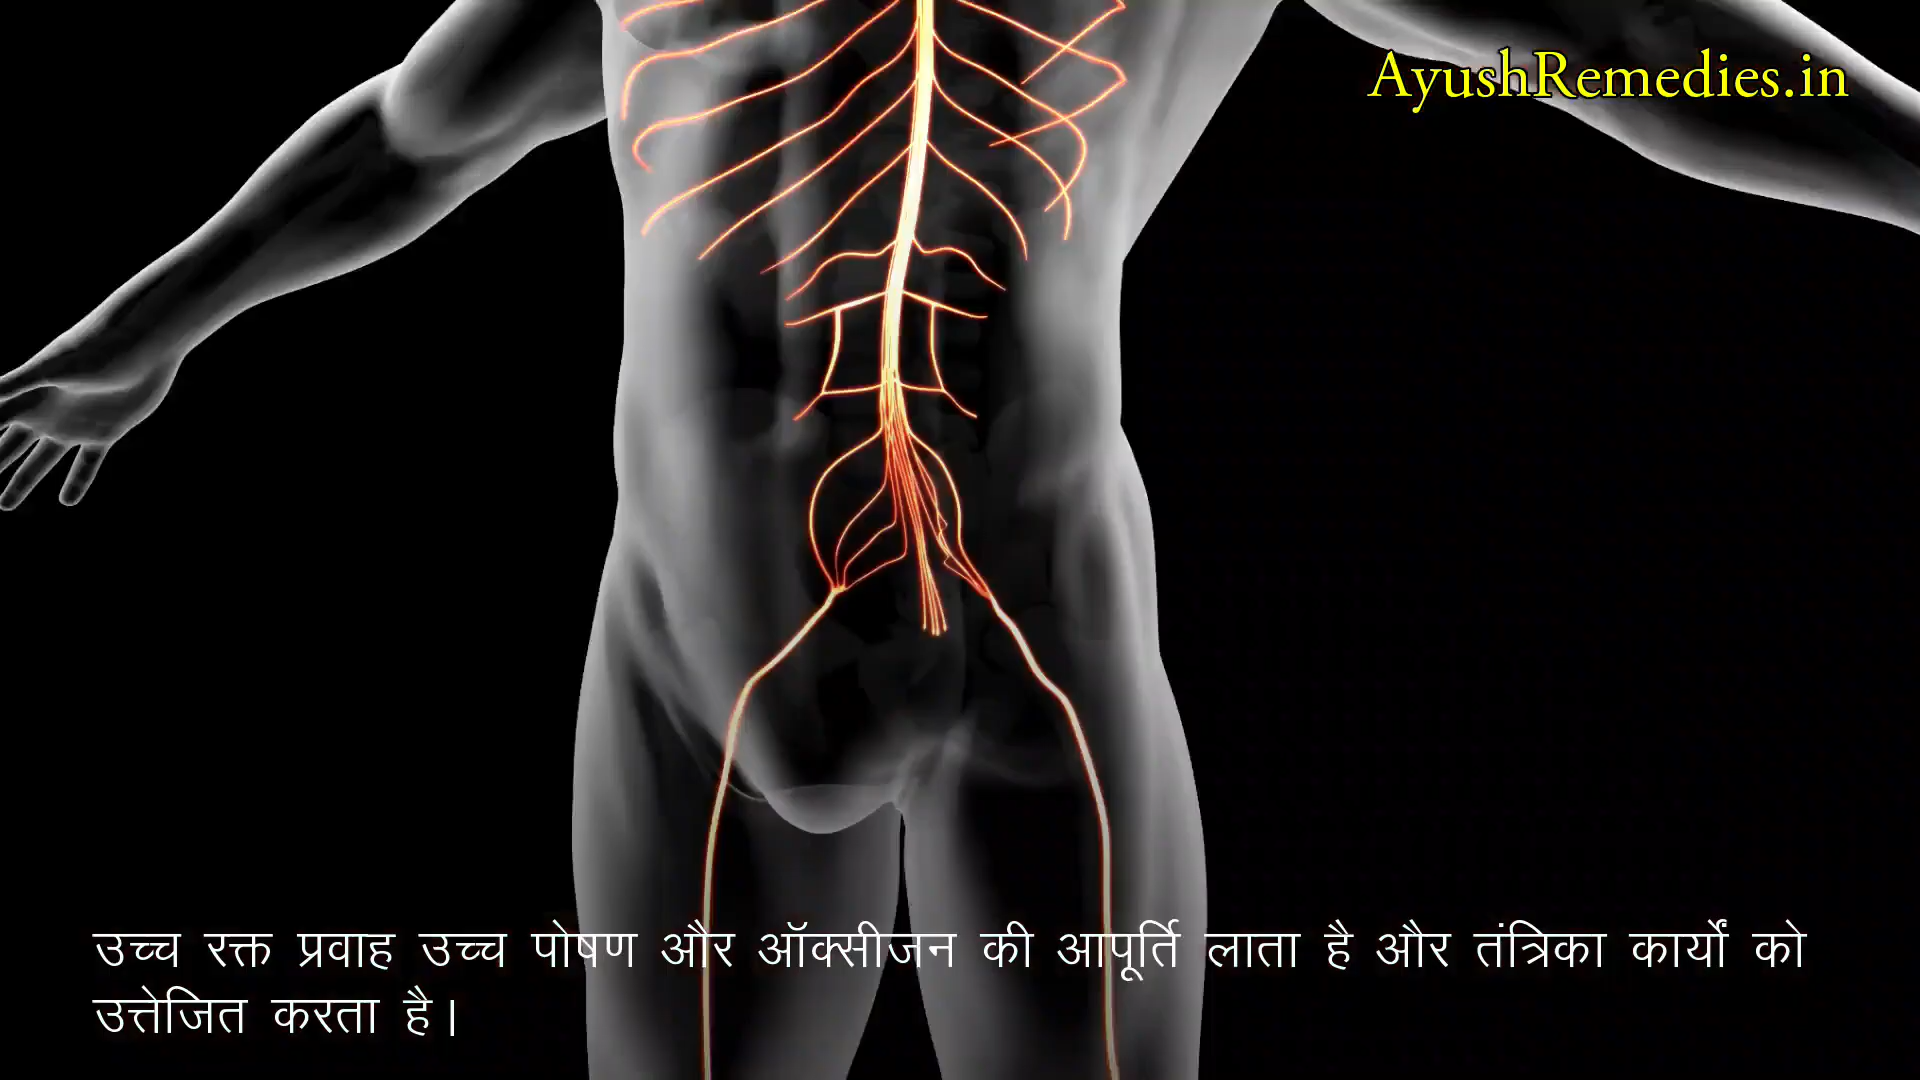 AyushRemedies.in
उच्च रक्त प्रवाह उच्च पोषण और ऑक्सीजन की आपूर्ति लाता है और तंत्रिका कार्यों को
उत्तेजित करता है।